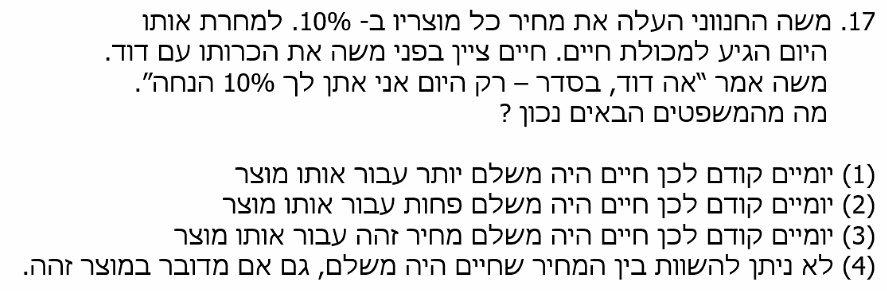 17. משה החנווני העלה את מחיר כל מוצריו ב- 10%. למחרת אותו
היום הגיע למכולת חיים. חיים ציין בפני משה את הכרותו עם דוד.
משה אמר "אה דוד, בסדר – רק היום אני אתן לך 10% הנחה".
מה מהמשפטים הבאים נכון ?
(1) יומיים קודם לכן חיים היה משלם יותר עבור אותו מוצר
(2) יומיים קודם לכן חיים היה משלם פחות עבור אותו מוצר
(3) יומיים קודם לכן חיים היה משלם מחיר זהה עבור אותו מוצר
(4) לא ניתן להשוות בין המחיר שחיים היה משלם, גם אם מדובר במוצר זהה.